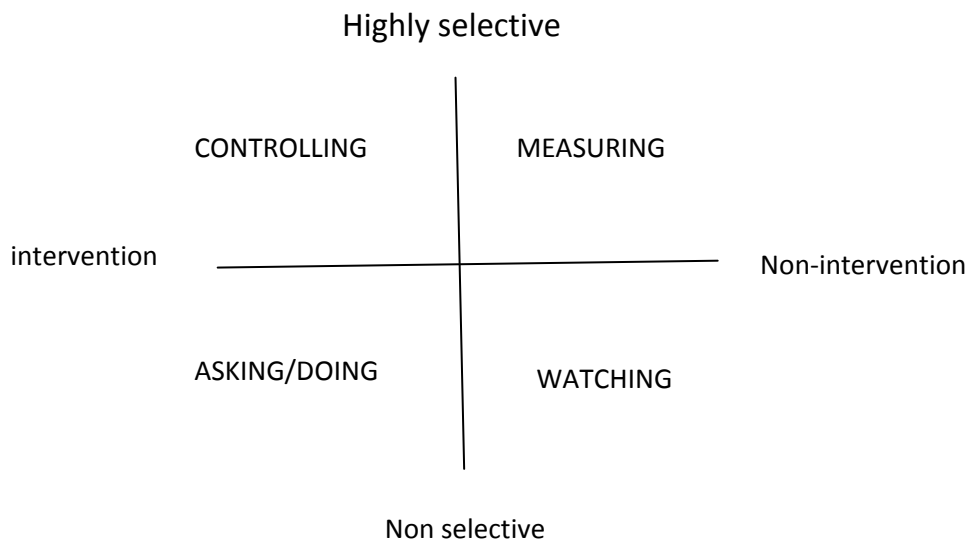 Highly selective
CONTROLLING MEASURING
intervention
Non-intervention
ASKING/DOING
WATCHING
Non selective